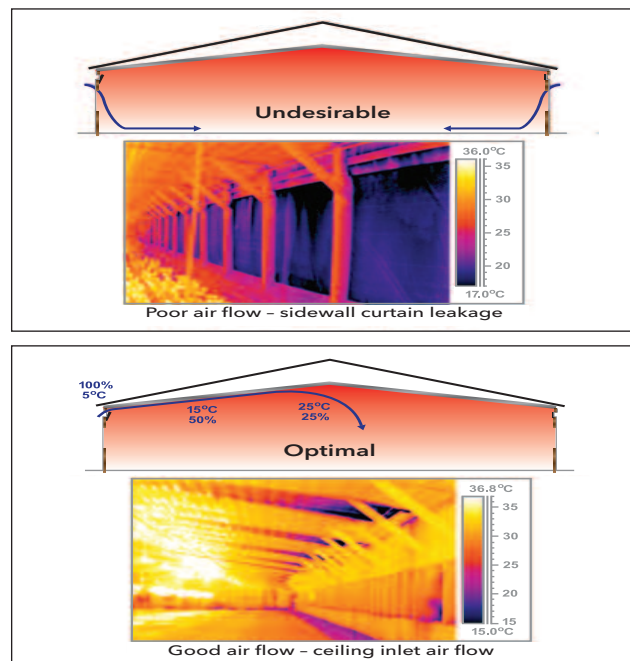 Undesirable
36.0°C
35
30
25
20
17.0°C
Poor air flow – sidewall curtain leakage
100%
5°C
15°C
50%
25°C
25%
Optimal
36.8°C
35
30
25
20
15
15.0°C
Good air flow – ceiling inlet air flow